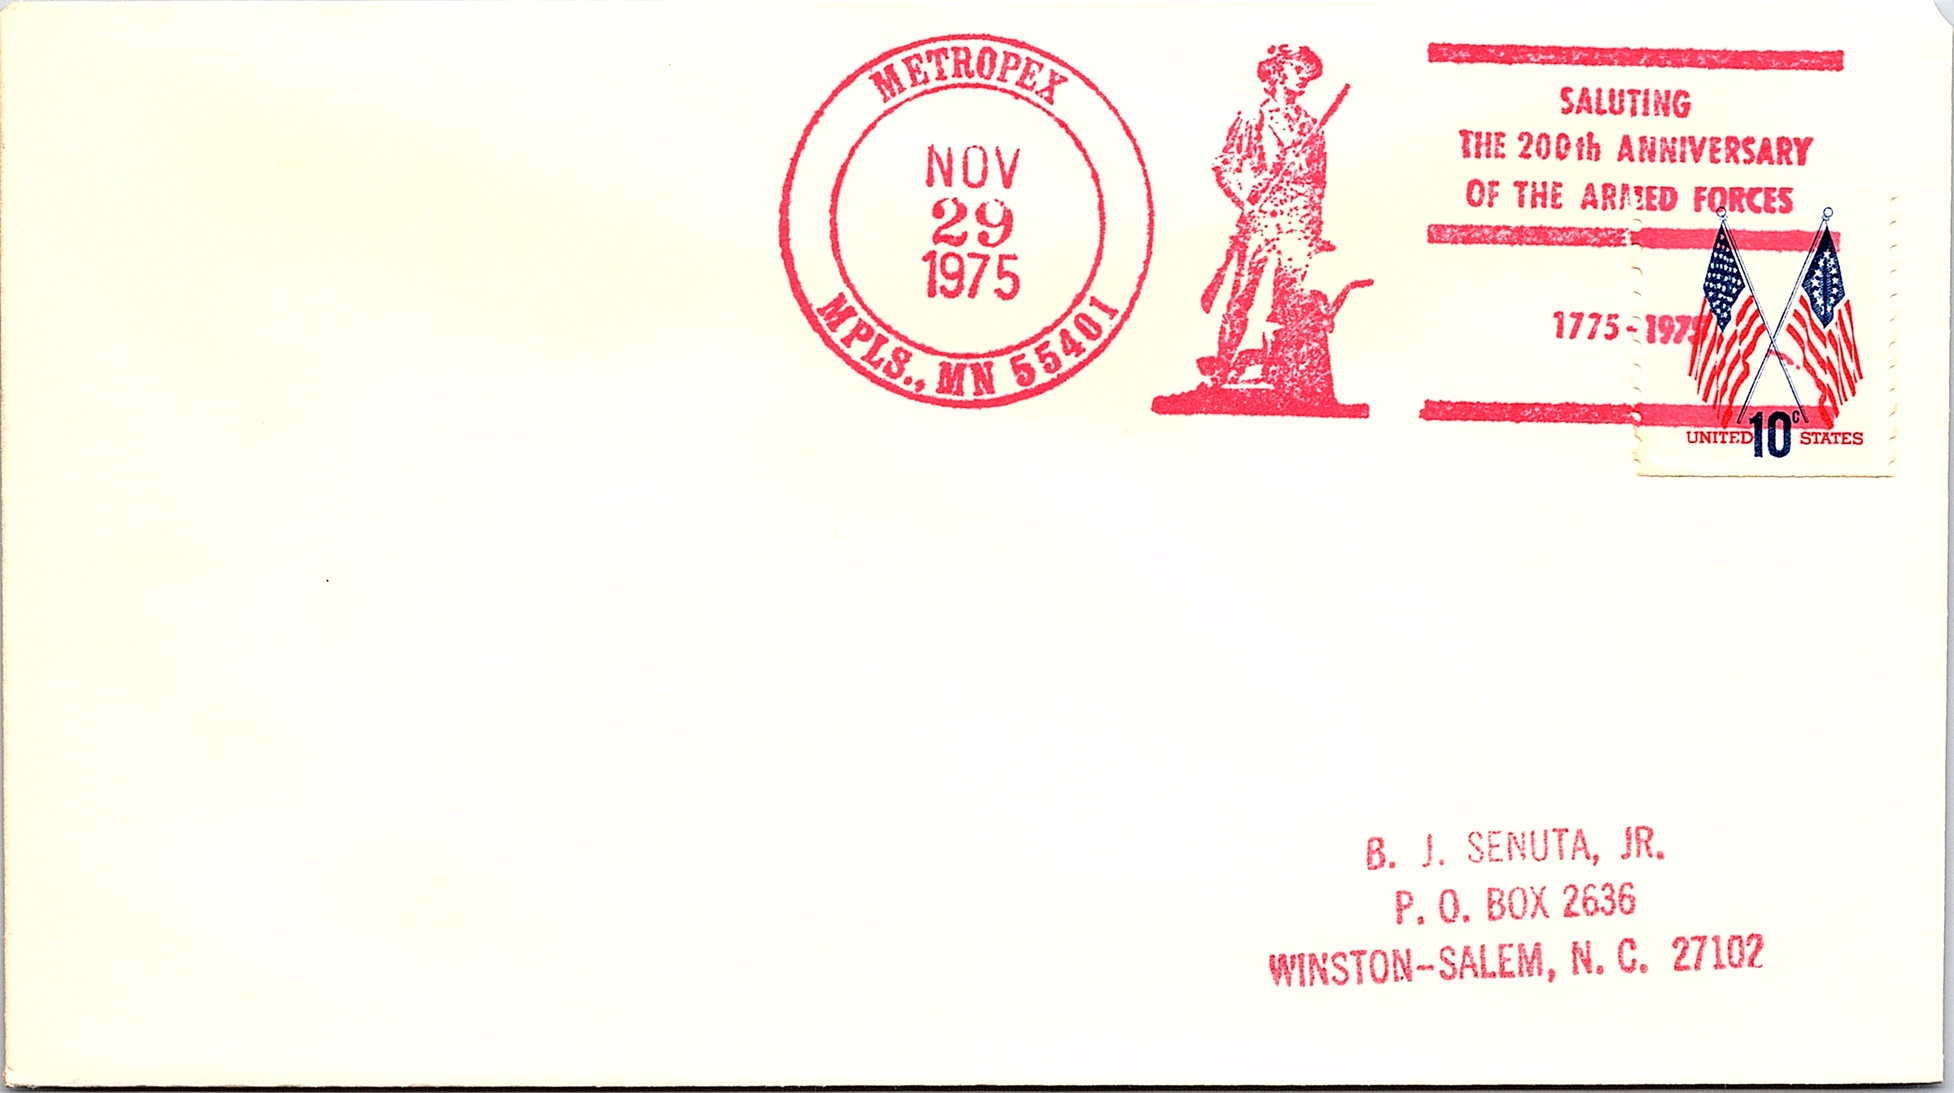 METROPEX
NOV
29
1975
MPLS., MN 55401
SALUTING
THE 200th ANNIVERSARY
OF THE ARMED FORCES
1775-1975
UNITED 10c STATES
B. J. SENUTA, JR.
P. O. BOX 2636
WINSTON-SALEM, N. C. 27102